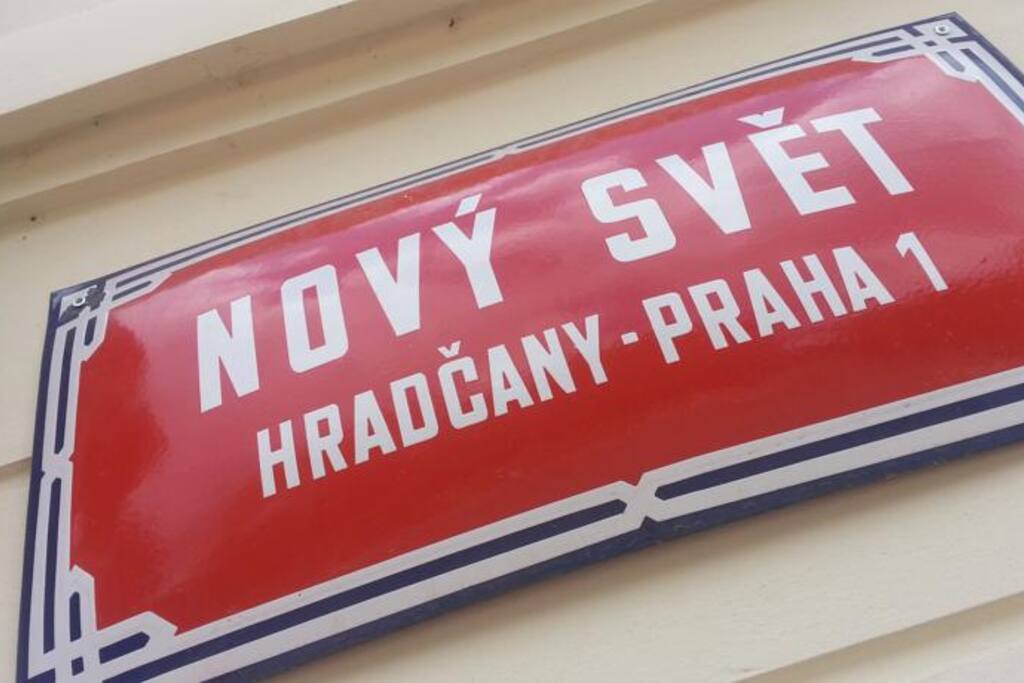 NOVÝ SVĚT
HRADČANY - PRAHA 1